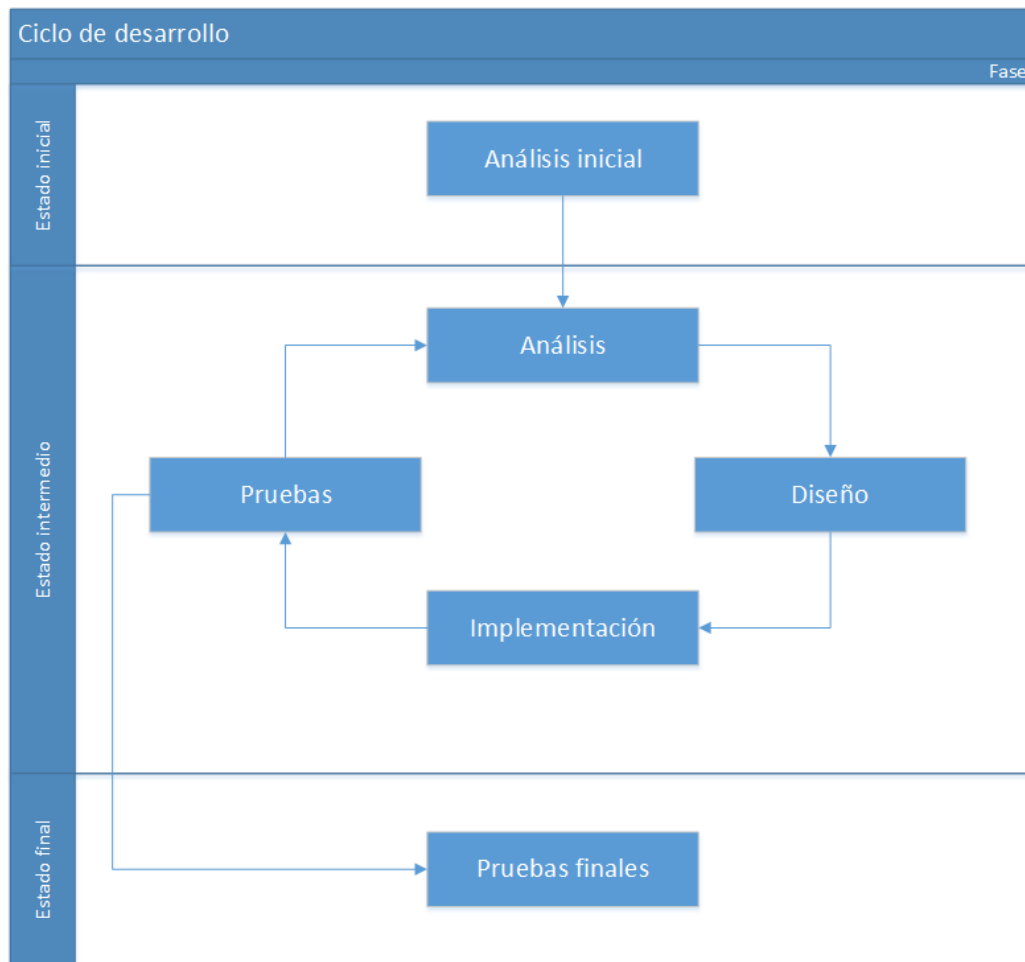 Ciclo de desarrollo
Fase
Estado inicial
Análisis inicial
Estado intermedio
Análisis
Pruebas
Diseño
Implementación
Estado final
Pruebas finales